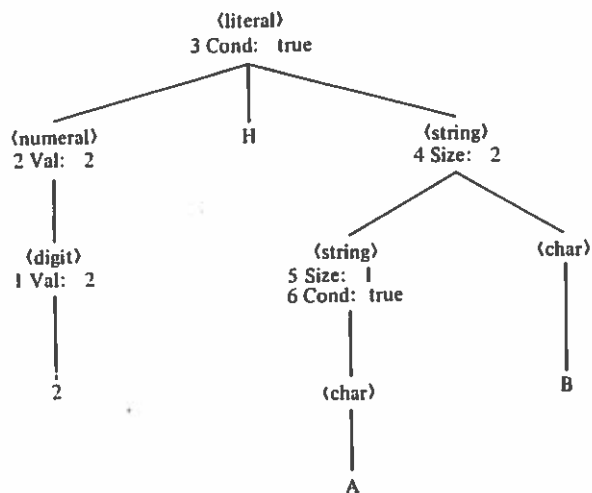 ⟨literal⟩
3 Cond: true
⟨numeral⟩ H ⟨string⟩
2 Val: 2 4 Size: 2
⟨digit⟩ ⟨string⟩ ⟨char⟩
1 Val: 2 5 Size: 1
6 Cond: true
2 ⟨char⟩ B
A